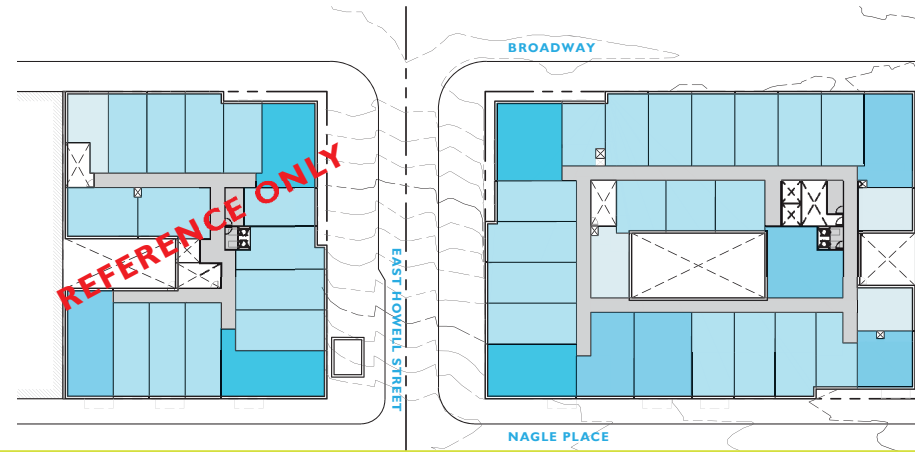 BROADWAY
REFERENCE ONLY
EAST HOWELL STREET
NAGLE PLACE